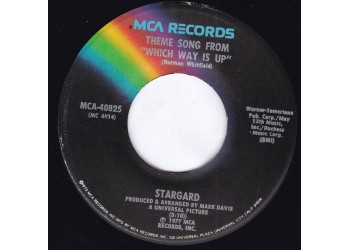 MCA RECORDS
THEME SONG FROM
"WHICH WAY IS UP"
(Norman Whitfield)
MCA-40825
(MC 6914)
Warner-Tamerlane
Pub. Corp./May
12th Music,
Inc./Duchess
Music Corp.
(BMI)
STARGARD
PRODUCED & ARRANGED BY MARK DAVIS
A UNIVERSAL PICTURE
(3:10)
℗ 1977 MCA
RECORDS, INC.